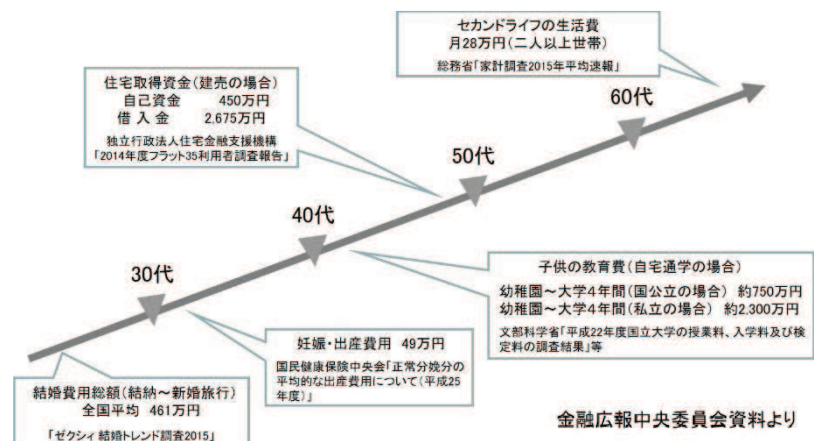 セカンドライフの生活費
月28万円(二人以上世帯)
総務省「家計調査2015年平均速報」
住宅取得資金(建売の場合)
自己資金 450万円
借入金 2,675万円
独立行政法人住宅金融支援機構
「2014年度フラット35利用者調査報告」
60代
50代
40代
30代
子供の教育費(自宅通学の場合)
幼稚園~大学4年間(国公立の場合) 約750万円
幼稚園~大学4年間(私立の場合) 約2,300万円
文部科学省「平成22年度国立大学の授業料、入学料及び検
定料の調査結果」等
妊娠・出産費用 49万円
国民健康保険中央会「正常分娩分の
平均的な出産費用について(平成25
年度)」
結婚費用総額(結納~新婚旅行)
全国平均 461万円
「ゼクシィ 結婚トレンド調査2015」
金融広報中央委員会資料より